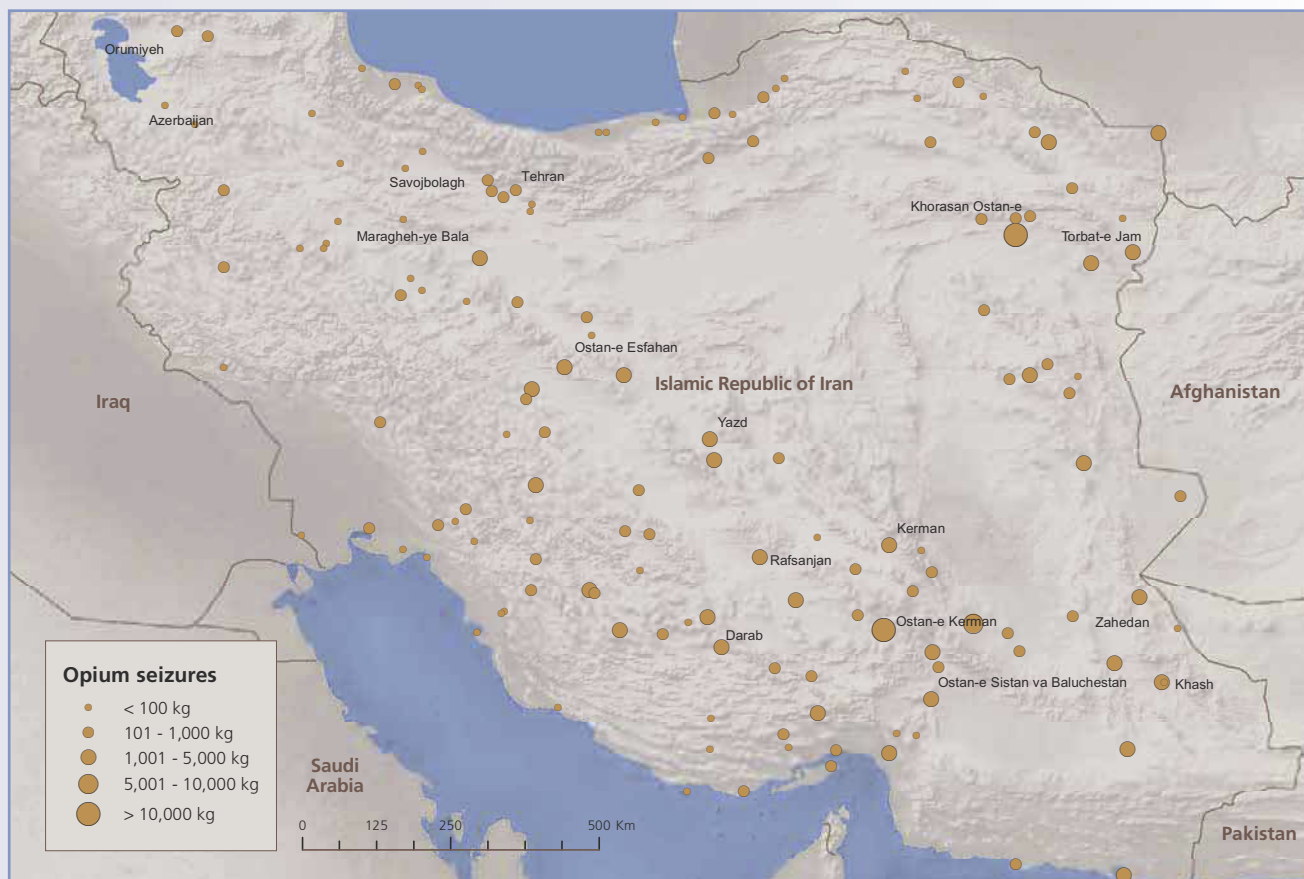 Orumiyeh
Azerbaijan
Savojbolagh
Tehran
Khorasan Ostan-e
Maragheh-ye Bala
Torbat-e Jam
Ostan-e Esfahan
Islamic Republic of Iran
Iraq
Afghanistan
Yazd
Kerman
Rafsanjan
Ostan-e Kerman
Zahedan
Darab
Ostan-e Sistan va Baluchestan
Khash
Opium seizures
< 100 kg
101 - 1,000 kg
1,001 - 5,000 kg
5,001 - 10,000 kg
> 10,000 kg
Saudi
Arabia
0 125 250 500 Km
Pakistan